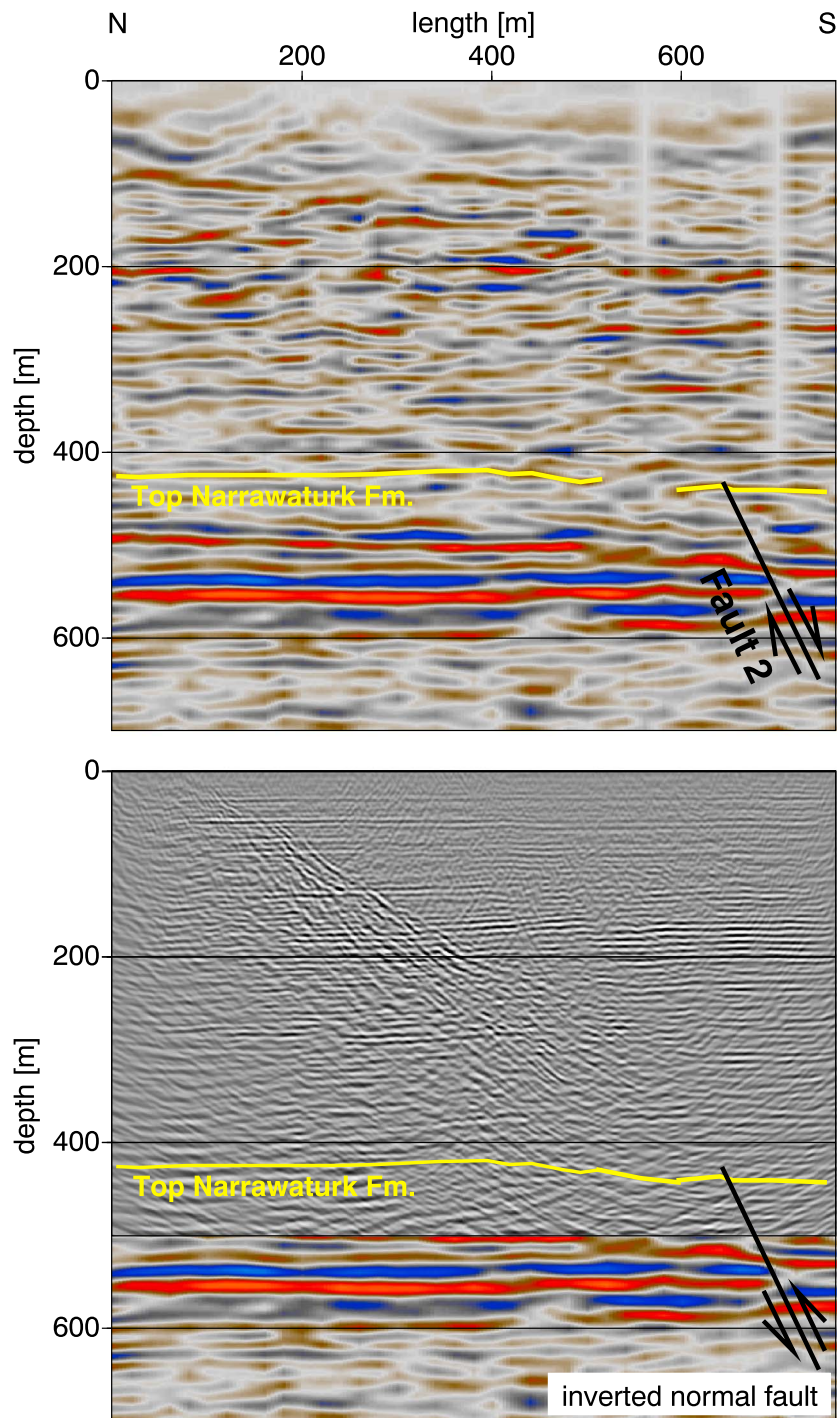 N length [m] S
200 400 600
0
200
depth [m]
400
Top Narrawaturk Fm.
Fault 2
600
0
200
depth [m]
400
Top Narrawaturk Fm.
600
inverted normal fault